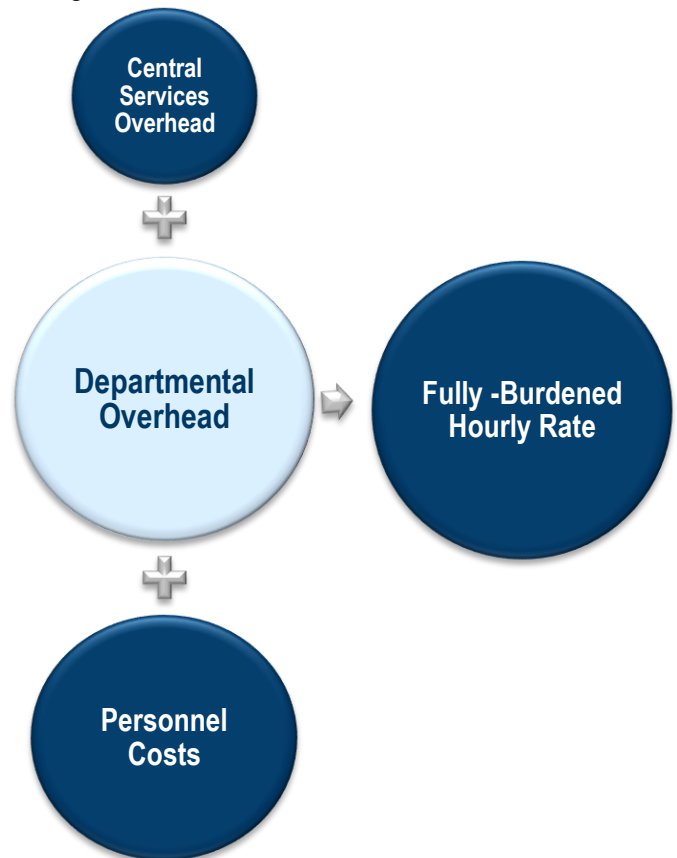 Central
Services
Overhead
Departmental
Overhead
Fully -Burdened
Hourly Rate
Personnel
Costs